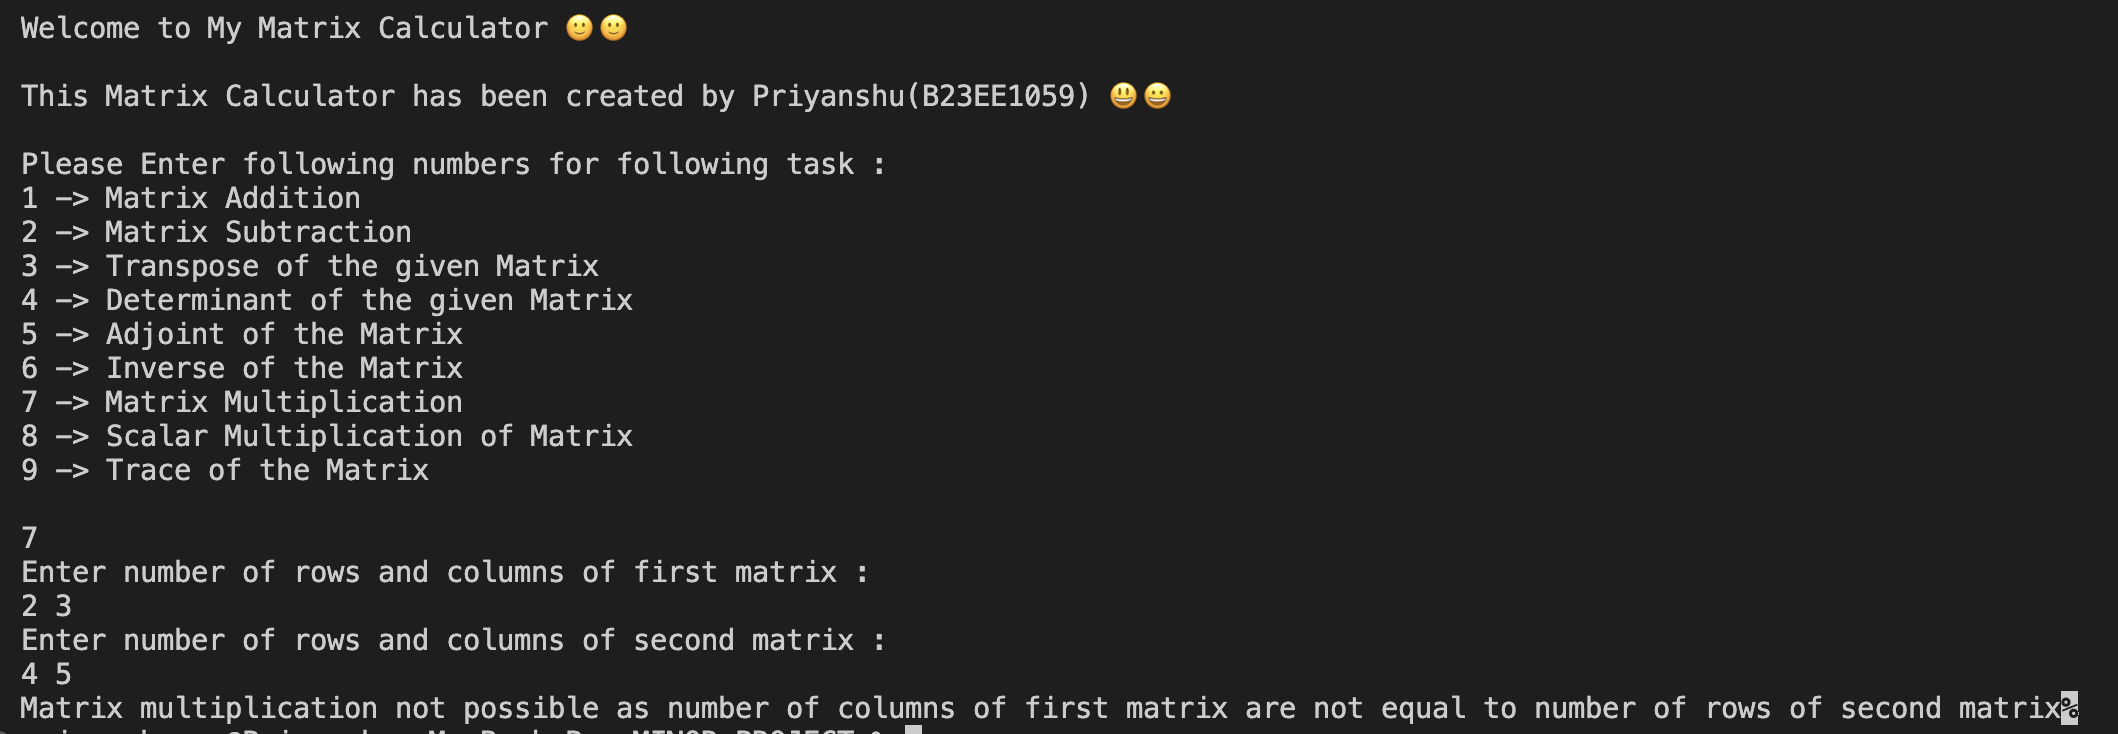 Welcome to My Matrix Calculator 🙂🙂
This Matrix Calculator has been created by Priyanshu(B23EE1059) 😃😀
Please Enter following numbers for following task :
1 —> Matrix Addition
2 —> Matrix Subtraction
3 —> Transpose of the given Matrix
4 —> Determinant of the given Matrix
5 —> Adjoint of the Matrix
6 —> Inverse of the Matrix
7 —> Matrix Multiplication
8 —> Scalar Multiplication of Matrix
9 —> Trace of the Matrix
7
Enter number of rows and columns of first matrix :
2 3
Enter number of rows and columns of second matrix :
4 5
Matrix multiplication not possible as number of columns of first matrix are not equal to number of rows of second matrix%